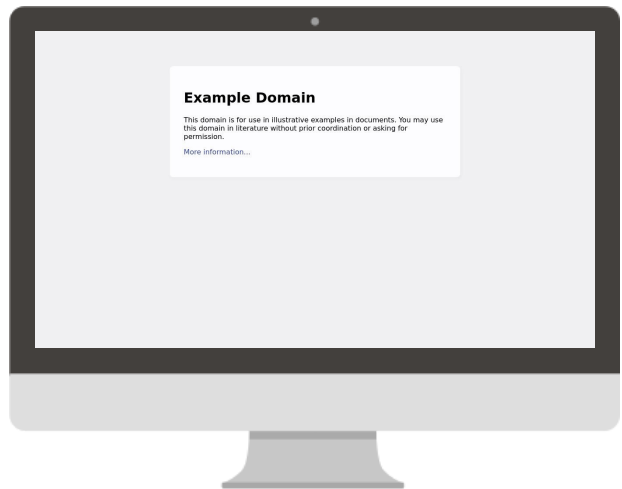 Example Domain
This domain is for use in illustrative examples in documents. You may use
this domain in literature without prior coordination or asking for
permission.
More information...